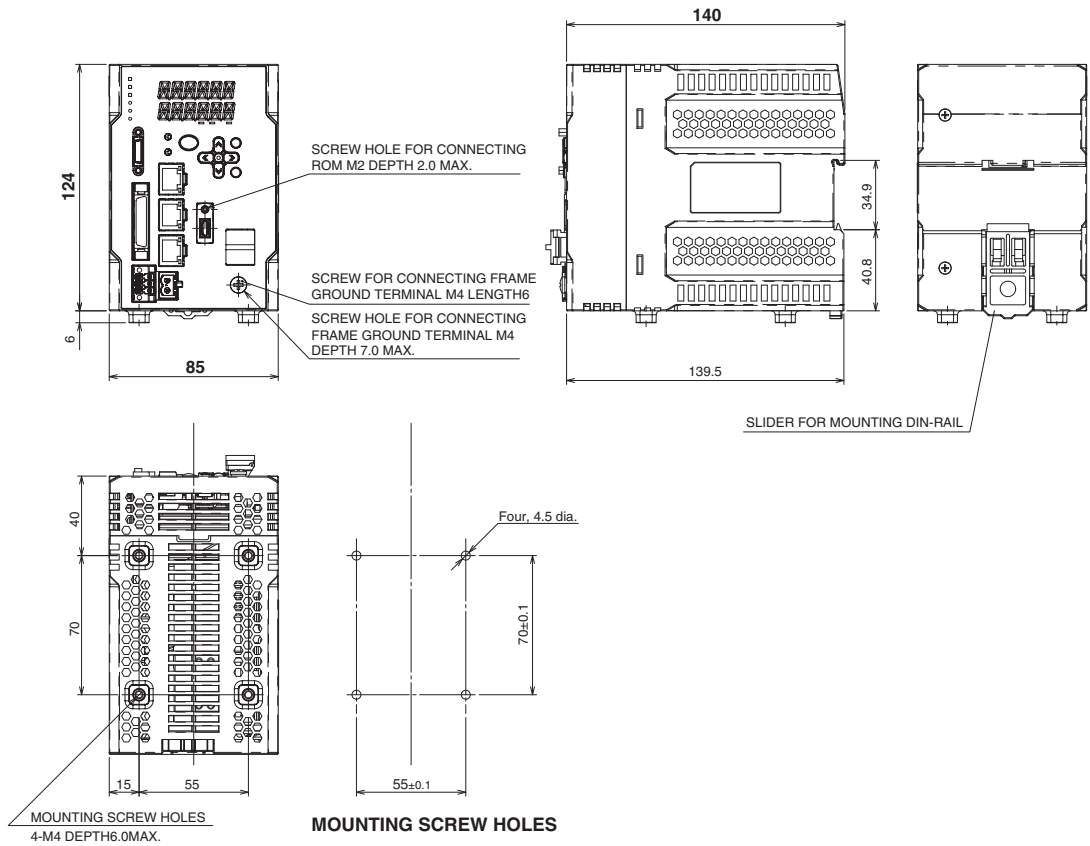 140
124
SCREW HOLE FOR CONNECTING
ROM M2 DEPTH 2.0 MAX.
34.9
40.8
SCREW FOR CONNECTING FRAME
GROUND TERMINAL M4 LENGTH6
SCREW HOLE FOR CONNECTING
FRAME GROUND TERMINAL M4
DEPTH 7.0 MAX.
6
85
139.5
SLIDER FOR MOUNTING DIN-RAIL
40
Four, 4.5 dia.
70
70±0.1
15
55
55±0.1
MOUNTING SCREW HOLES
4-M4 DEPTH6.0MAX.
MOUNTING SCREW HOLES